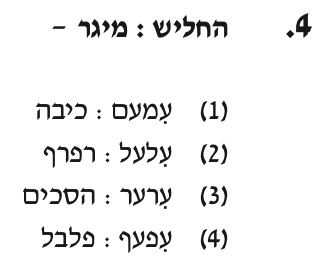 4. החליש : מיגר –
(1) עִמעם : כיבה
(2) עִלעל : רפרף
(3) עִרער : הסכים
(4) עִפעף : פלבל